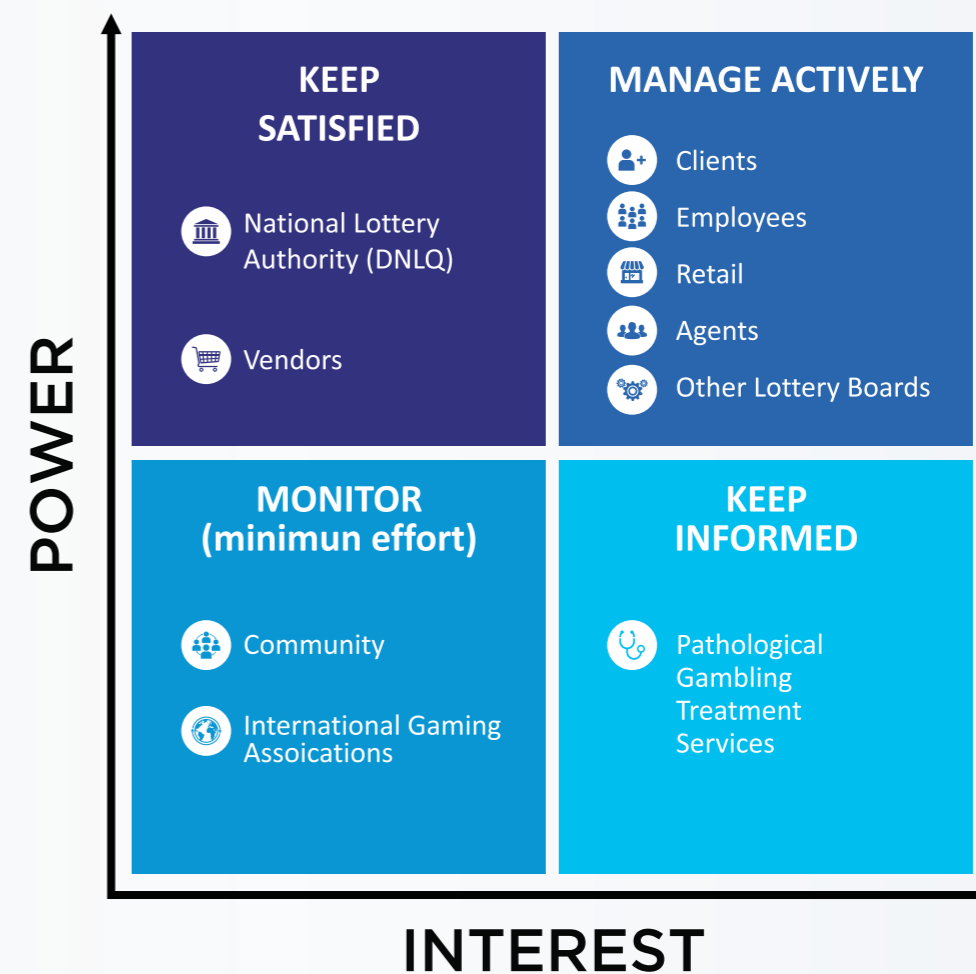 POWER
KEEP
SATISFIED
National Lottery
Authority (DNLQ)
Vendors
MANAGE ACTIVELY
Clients
Employees
Retail
Agents
Other Lottery Boards
MONITOR
(minimun effort)
Community
International Gaming
Assoications
KEEP
INFORMED
Pathological
Gambling
Treatment
Services
INTEREST